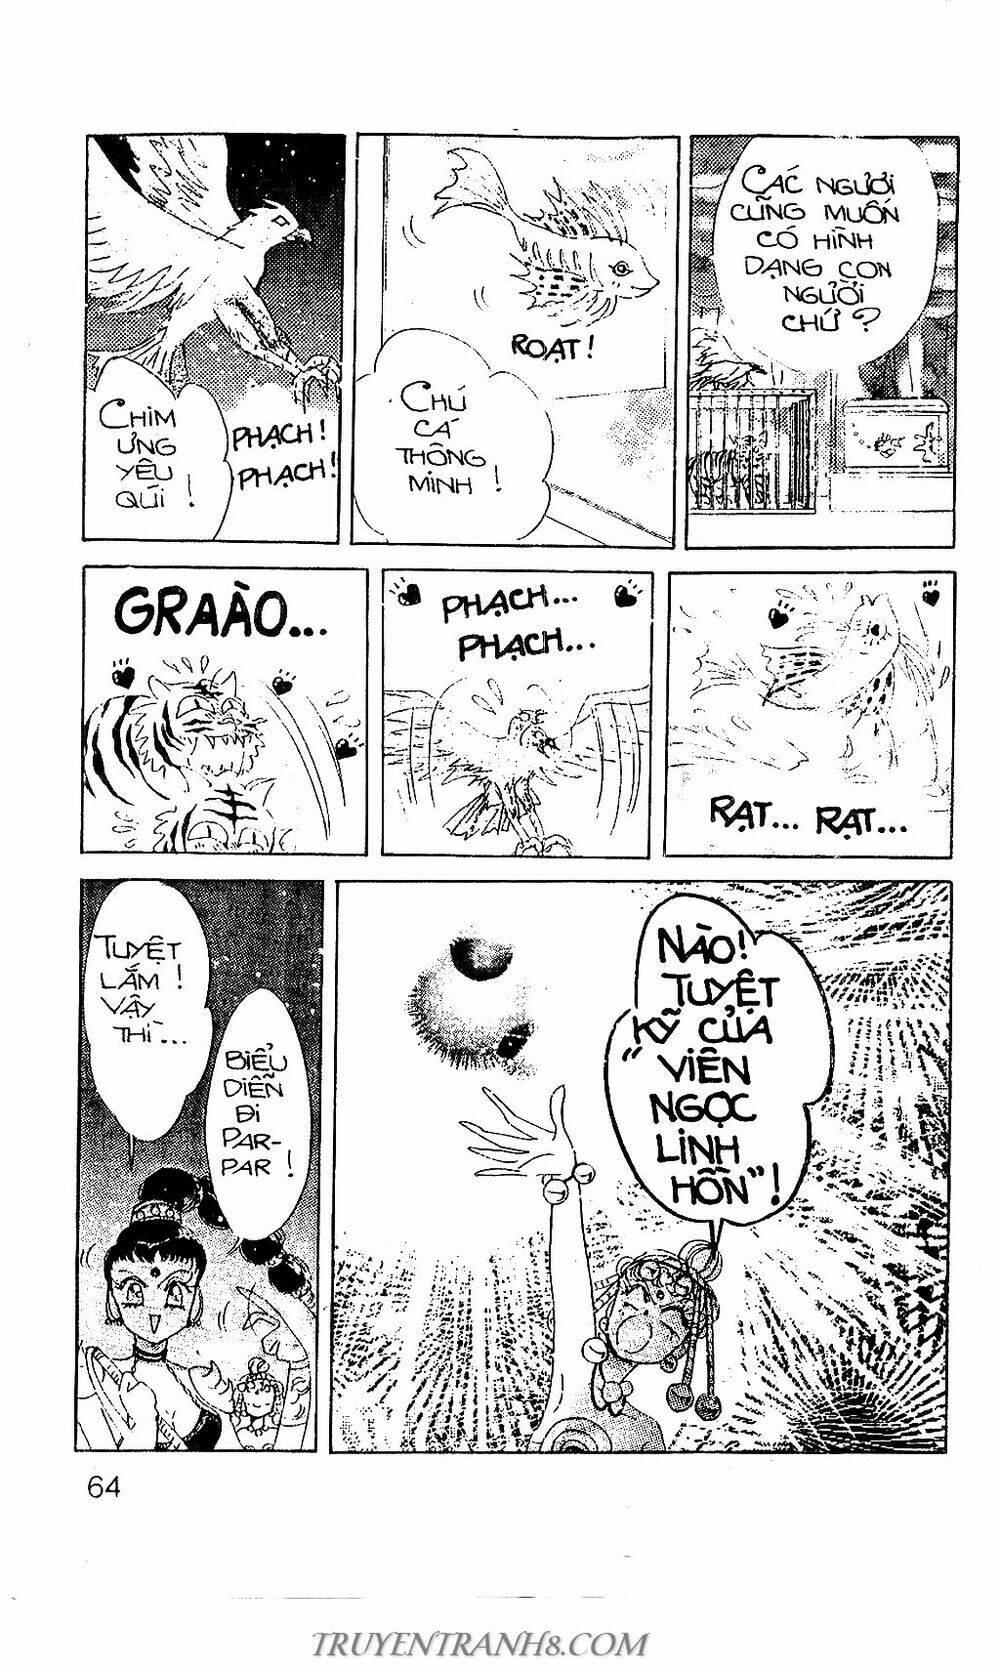 CÁC NGƯƠI
CŨNG MUỐN
CÓ HÌNH
DẠNG CON
NGƯỜI
CHỨ ?
ROẠT !
CHÚ
CÁ
THÔNG
MINH !
CHIM
ƯNG
YÊU
QÚI !
PHẠCH !
PHẠCH !
RẠT... RẠT...
PHẠCH...
PHẠCH...
GRAÀO...
NÀO !
TUYỆT
KỸ CỦA
"VIÊN
NGỌC
LINH
HỒN" !
TUYỆT
LẮM !
VẬY
THÌ ...
BIỂU
DIỄN
ĐI
PAR-
PAR !
64
TRUYENTRANH8.COM